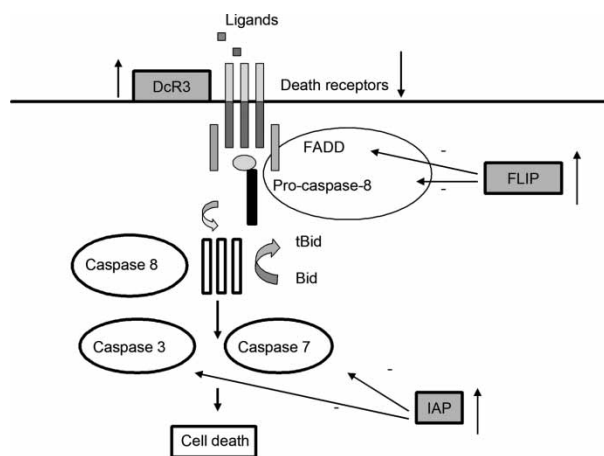 Ligands
DcR3
Death receptors
FADD
-
Pro-caspase-8
-
FLIP
tBid
Caspase 8
Bid
Caspase 3
Caspase 7
-
-
IAP
Cell death